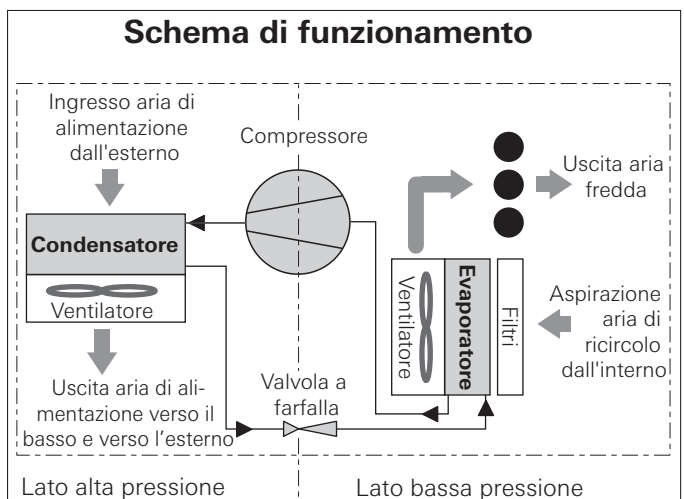 Schema di funzionamento
Ingresso aria di
alimentazione
dall'esterno
Compressore
Uscita aria
fredda
Condensatore
Ventilatore
Ventilatore
Evaporatore
Filtri
Aspirazione
aria di
ricircolo
dall'interno
Uscita aria di ali-
mentazione verso il
basso e verso l'esterno
Valvola a
farfalla
Lato alta pressione
Lato bassa pressione